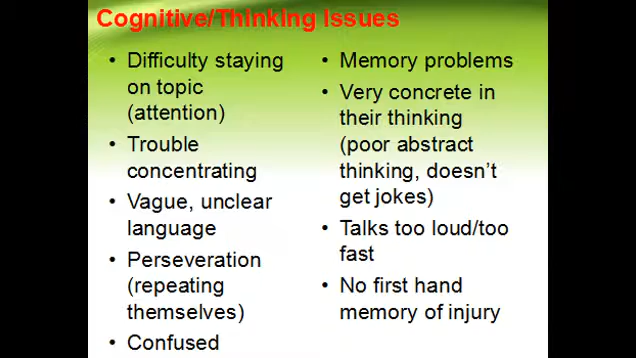 Cognitive/Thinking Issues
• Difficulty staying
on topic
(attention)
• Trouble
concentrating
• Vague, unclear
language
• Perseveration
(repeating
themselves)
• Confused
• Memory problems
• Very concrete in
their thinking
(poor abstract
thinking, doesn't
get jokes)
• Talks too loud/too
fast
• No first hand
memory of injury